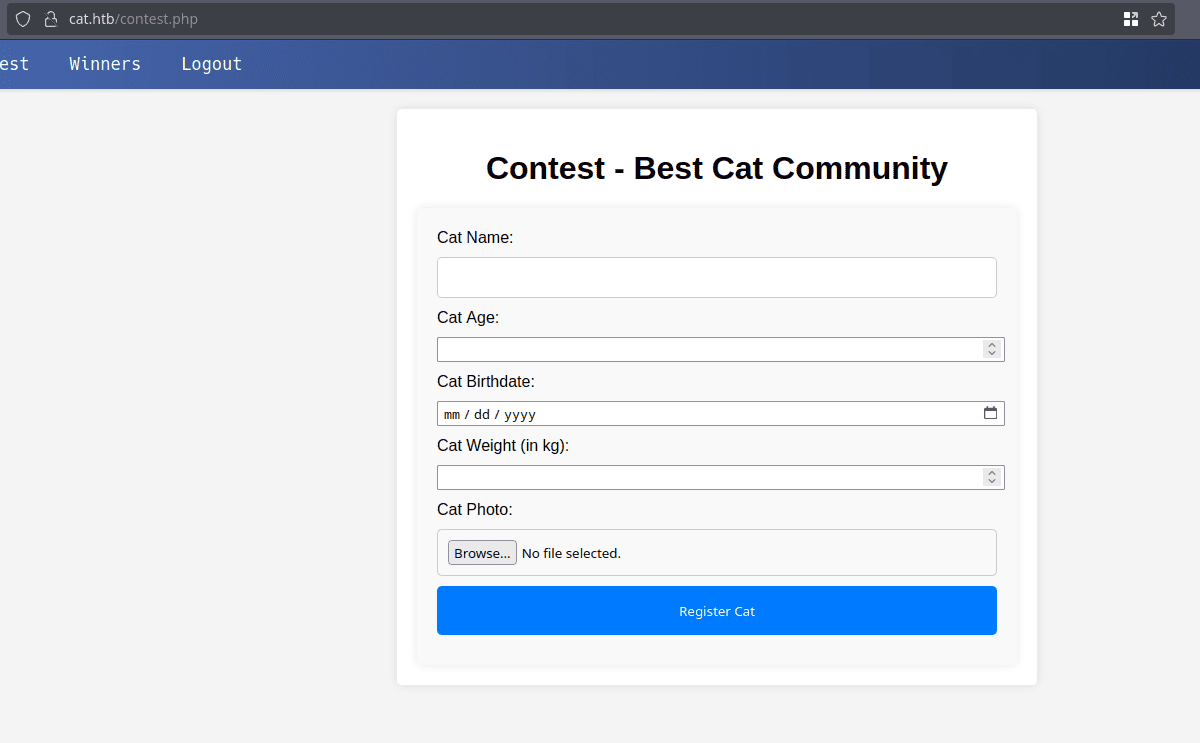 cat.htb/contest.php
est Winners Logout
Contest - Best Cat Community
Cat Name:
Cat Age:
Cat Birthdate:
mm / dd / yyyy
Cat Weight (in kg):
Cat Photo:
Browse... No file selected.
Register Cat